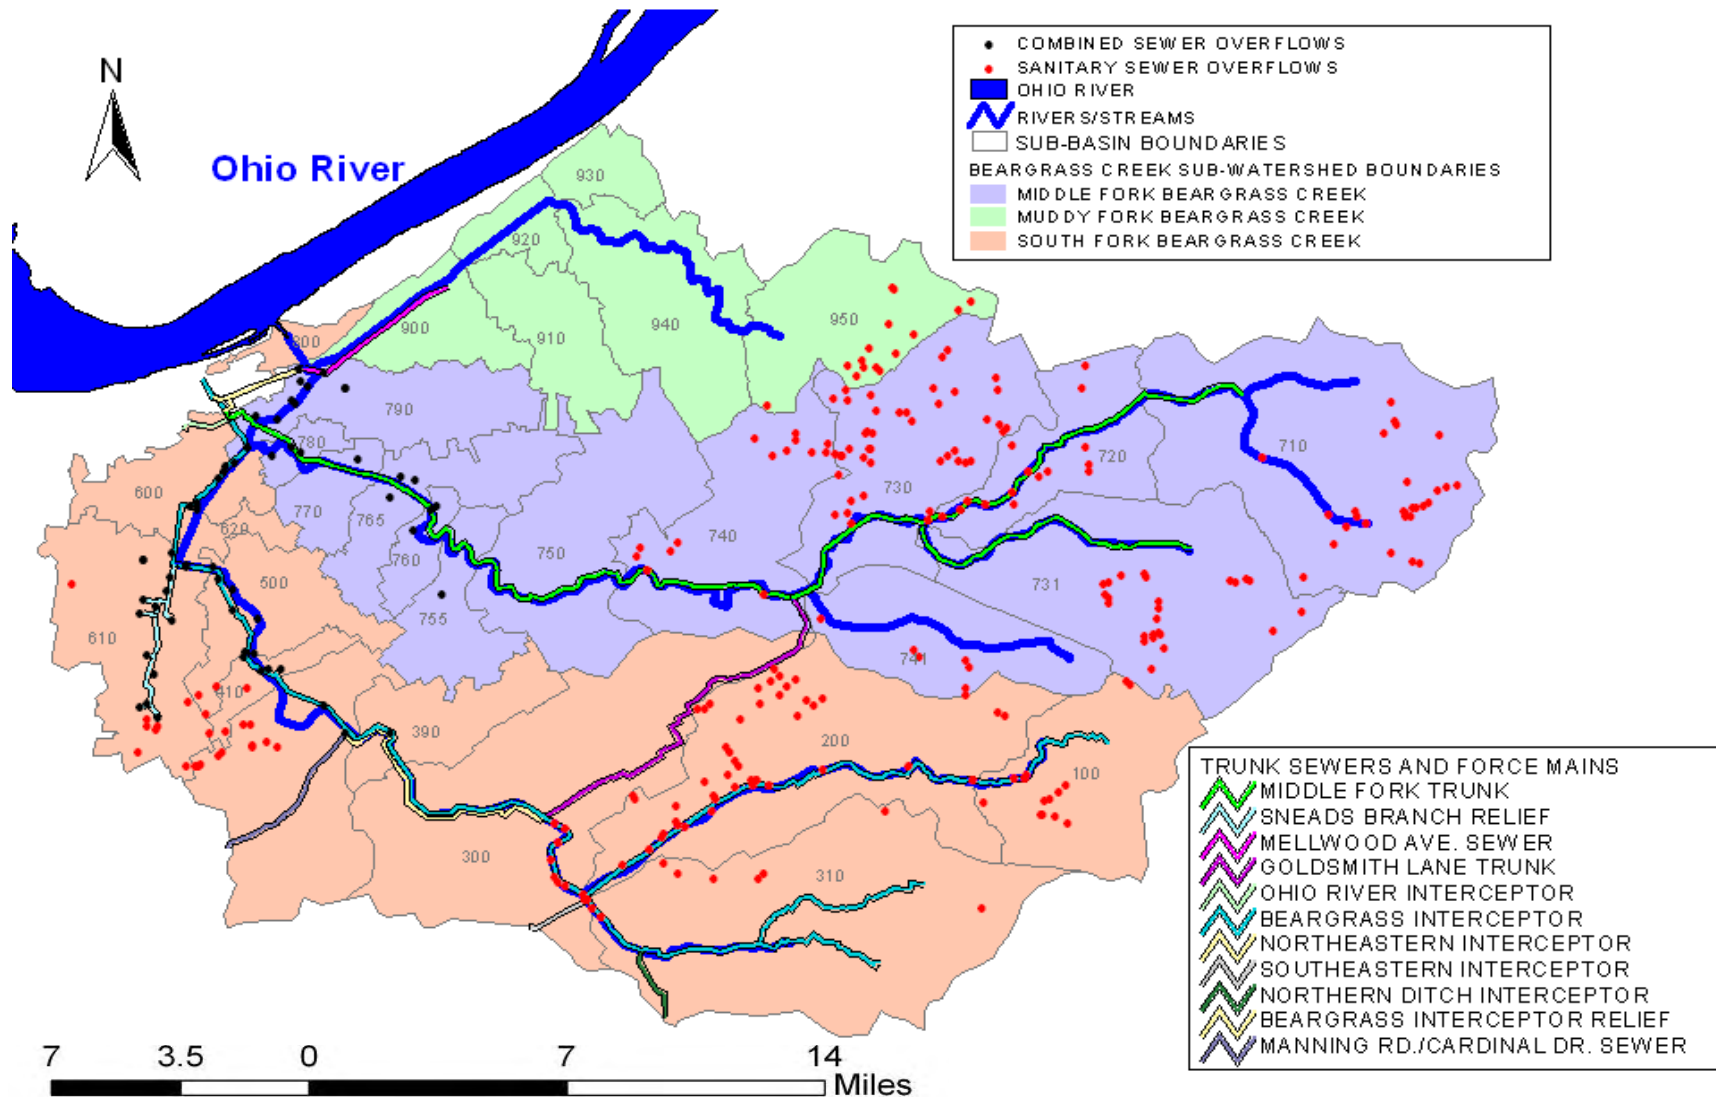 COMBINED SEWER OVERFLOWS
SANITARY SEWER OVERFLOWS
OHIO RIVER
RIVERS/STREAMS
SUB-BASIN BOUNDARIES
BEARGRASS CREEK SUB-WATERSHED BOUNDARIES
MIDDLE FORK BEARGRASS CREEK
MUDDY FORK BEARGRASS CREEK
SOUTH FORK BEARGRASS CREEK
N
Ohio River
930
920
900
910
940
950
800
790
780
710
720
730
600
620
770
765
740
750
760
500
731
755
610
741
410
390
200
100
300
310
TRUNK SEWERS AND FORCE MAINS
MIDDLE FORK TRUNK
SNEADS BRANCH RELIEF
MELLWOOD AVE. SEWER
GOLDSMITH LANE TRUNK
OHIO RIVER INTERCEPTOR
BEARGRASS INTERCEPTOR
NORTHEASTERN INTERCEPTOR
SOUTHEASTERN INTERCEPTOR
NORTHERN DITCH INTERCEPTOR
BEARGRASS INTERCEPTOR RELIEF
MANNING RD./CARDINAL DR. SEWER
7 3.5 0 7 14
Miles